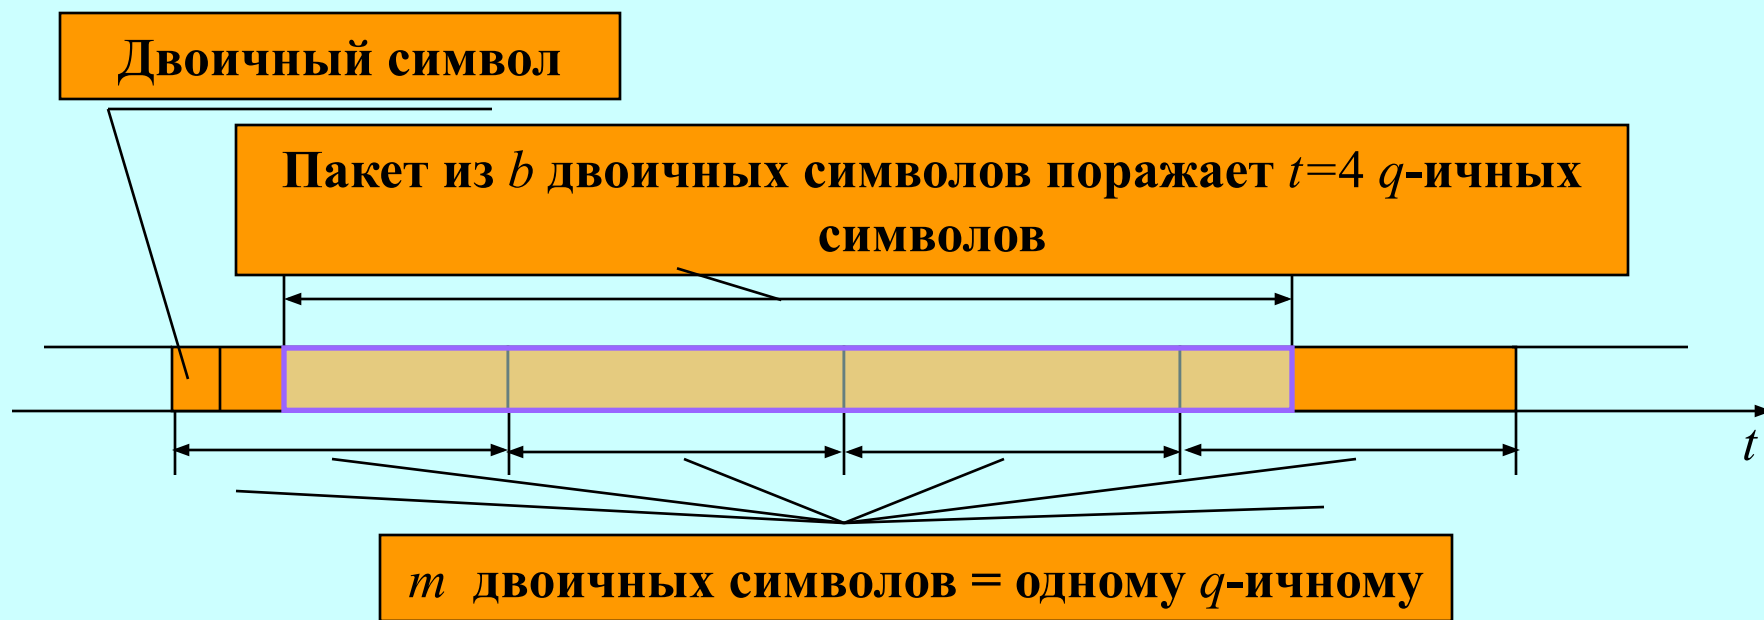 Двоичный символ
Пакет из b двоичных символов поражает t=4 q-ичных
символов
t
m двоичных символов = одному q-ичному